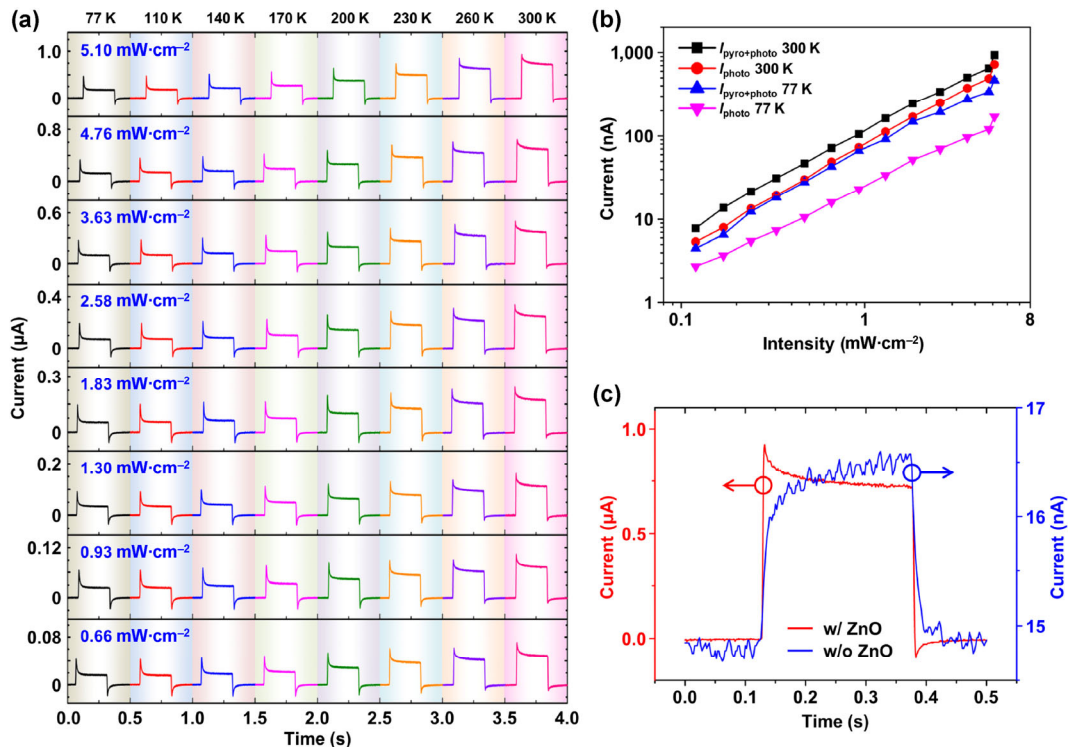 (a)
77 K 110 K 140 K 170 K 200 K 230 K 260 K 300 K
5.10 mW·cm⁻²
1.0
0
4.76 mW·cm⁻²
0.8
0
3.63 mW·cm⁻²
0.6
0
2.58 mW·cm⁻²
0.4
0
1.83 mW·cm⁻²
0.3
0
1.30 mW·cm⁻²
0.2
0
0.93 mW·cm⁻²
0.12
0
0.66 mW·cm⁻²
0.08
0
Current (µA)
0.0 0.5 1.0 1.5 2.0 2.5 3.0 3.5 4.0
Time (s)
(b)
1,000
100
10
1
Current (nA)
I pyro+photo 300 K
I photo 300 K
I pyro+photo 77 K
I photo 77 K
0.1 1 8
Intensity (mW·cm⁻²)
(c)
1.0
0.5
0.0
Current (µA)
17
16
15
Current (nA)
w/ ZnO
w/o ZnO
0.0 0.1 0.2 0.3 0.4 0.5
Time (s)